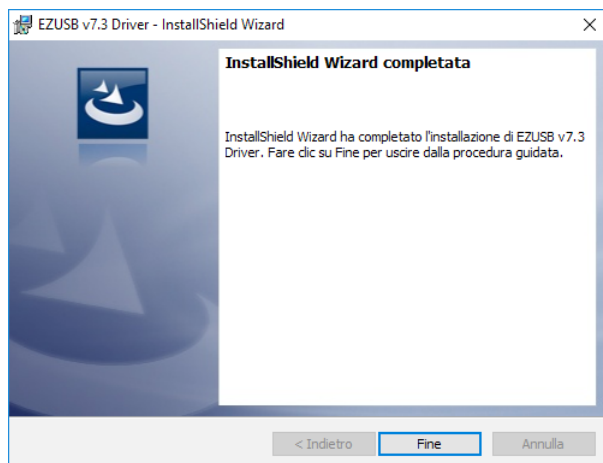 EZUSB v7.3 Driver - InstallShield Wizard
InstallShield Wizard completata
InstallShield Wizard ha completato l'installazione di EZUSB v7.3
Driver. Fare clic su Fine per uscire dalla procedura guidata.
< Indietro
Fine
Annulla